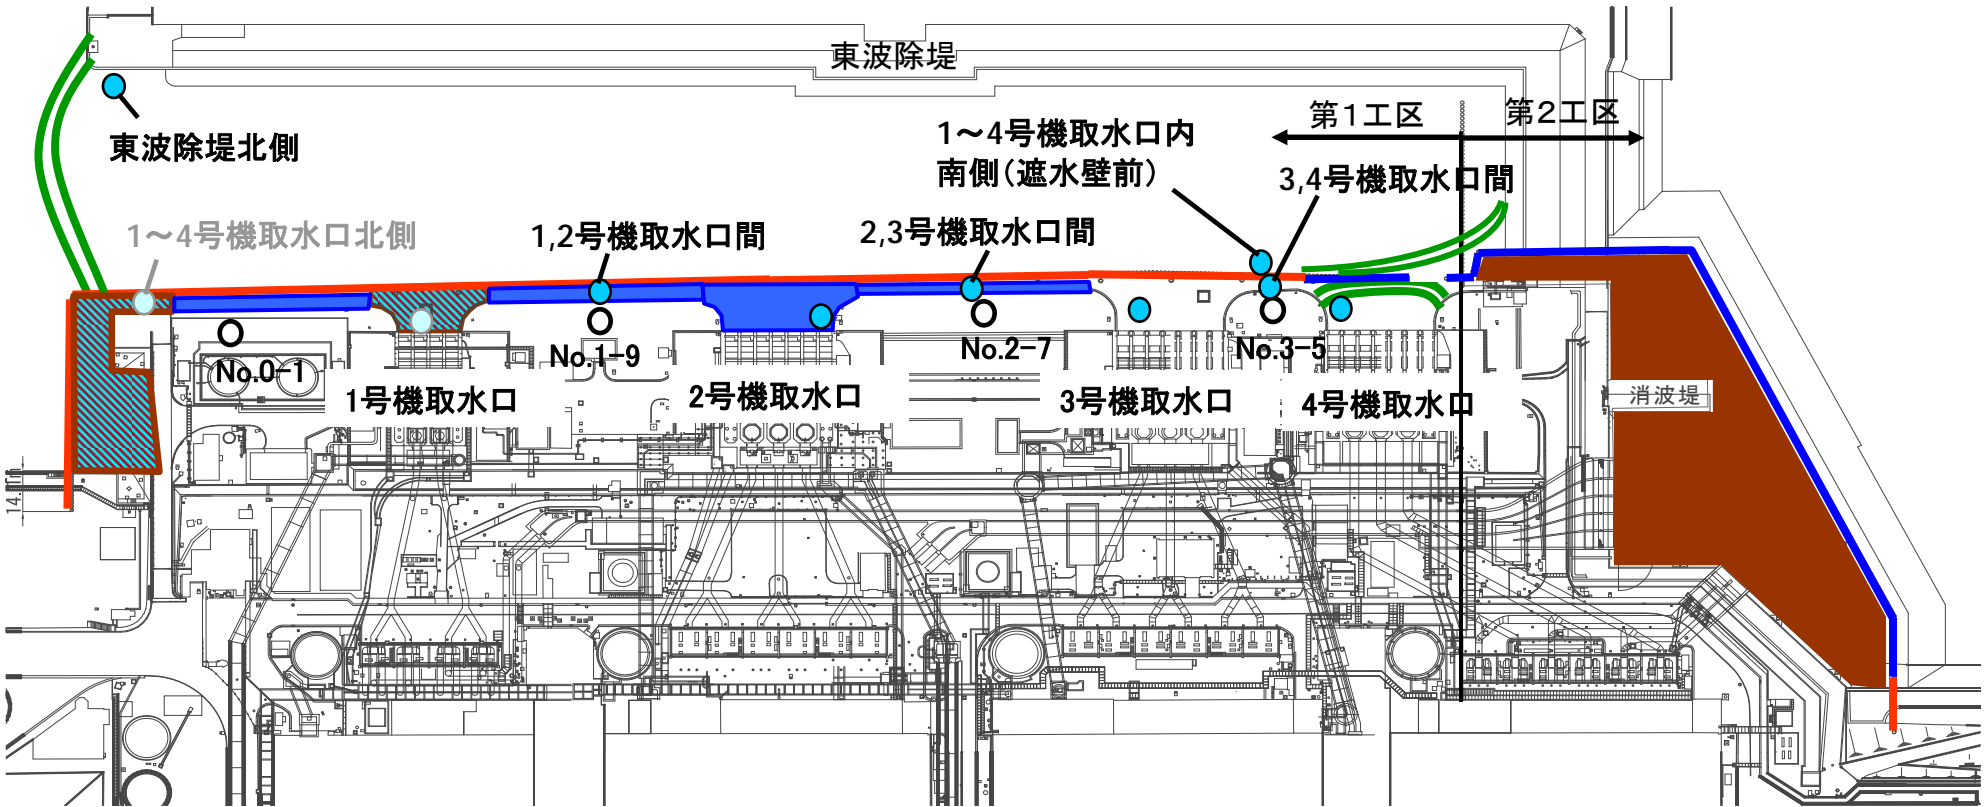 東波除堤
第1工区
第2工区
東波除堤北側
1～4号機取水口内
南側(遮水壁前)
3,4号機取水口間
1～4号機取水口北側
1,2号機取水口間
2,3号機取水口間
No.0-1
No.1-9
No.2-7
No.3-5
1号機取水口
2号機取水口
3号機取水口
4号機取水口
消波堤